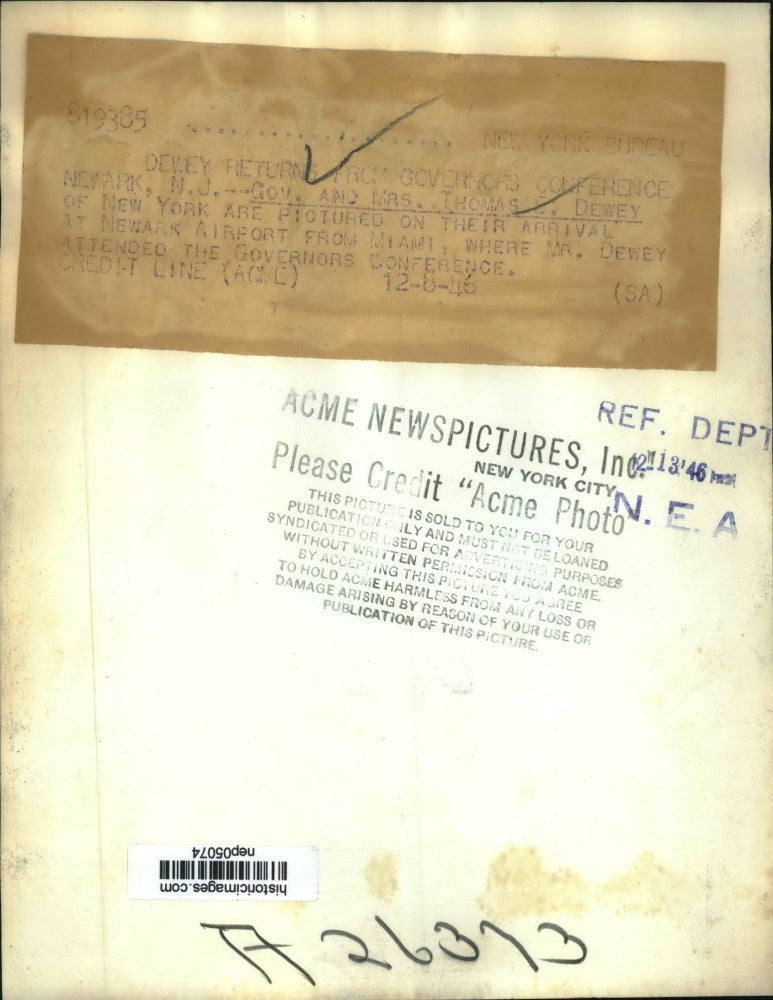 819385 .................... NEW YORK BUREAU
DEWEY RETURNS FROM GOVERNORS CONFERENCE
NEWARK, N.J.--GOV. AND MRS. THOMAS E. DEWEY
OF NEW YORK ARE PICTURED ON THEIR ARRIVAL
AT NEWARK AIRPORT FROM MIAMI, WHERE MR. DEWEY
ATTENDED THE GOVERNORS CONFERENCE.
CREDIT LINE (ACME) 12-8-46 (SA)
ACME NEWSPICTURES, Inc.
NEW YORK CITY
Please Credit "Acme Photo
THIS PICTURE IS SOLD TO YOU FOR YOUR
PUBLICATION ONLY AND MUST NOT BE LOANED
SYNDICATED OR USED FOR ADVERTISING PURPOSES
WITHOUT WRITTEN PERMISSION FROM ACME.
BY ACCEPTING THIS PICTURE YOU AGREE
TO HOLD ACME HARMLESS FROM ANY LOSS OR
DAMAGE ARISING BY REASON OF YOUR USE OR
PUBLICATION OF THIS PICTURE.
REF. DEPT
13 '46
N. E. A
historicimages.com
nep05074